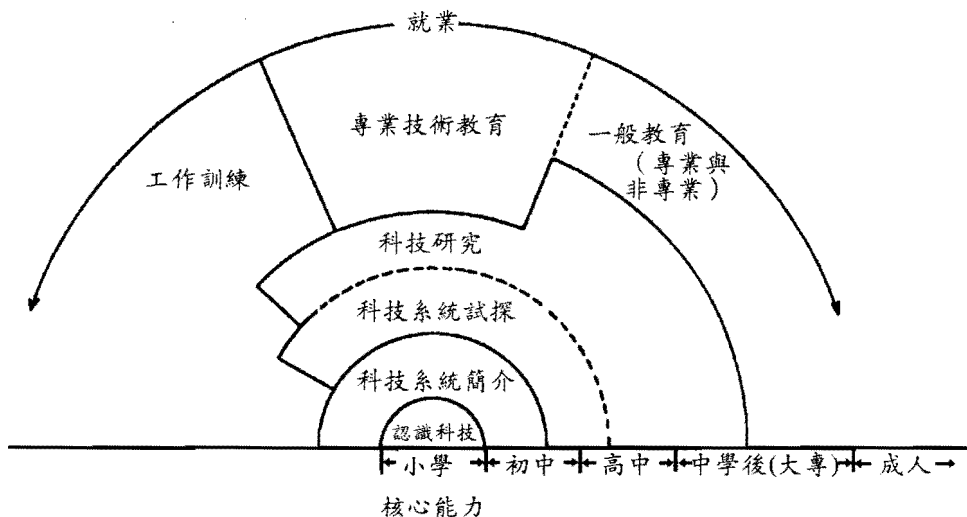 就業
專業技術教育
一般教育
（專業與
非專業）
工作訓練
科技研究
科技系統試探
科技系統簡介
認識科技
小學
初中
高中
中學後(大專)
成人
核心能力